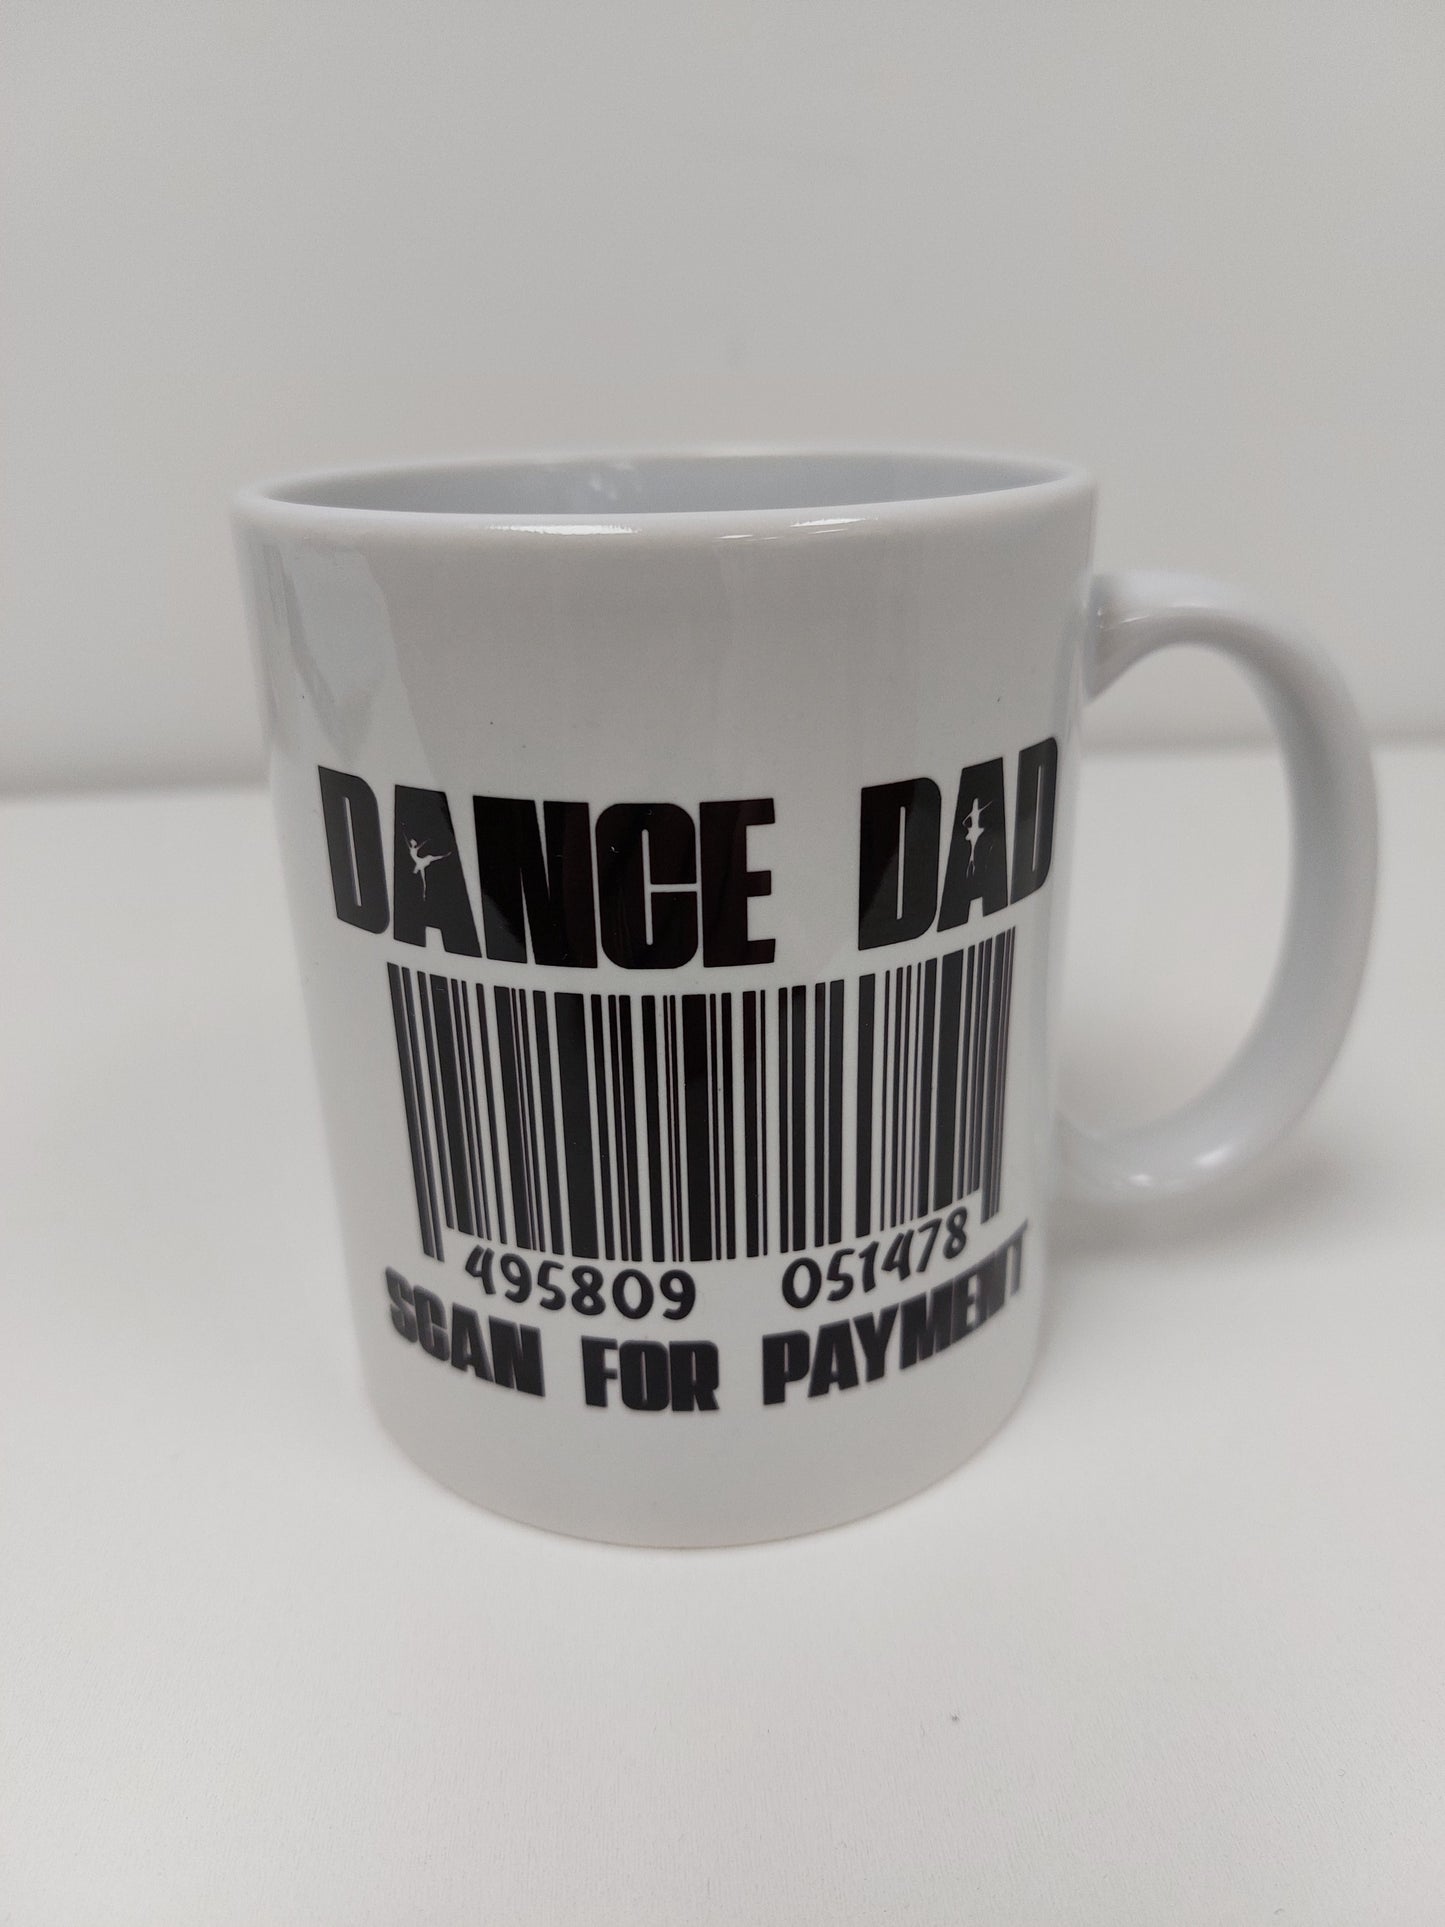 DANCE DAD
495809 051478
SCAN FOR PAYMENT